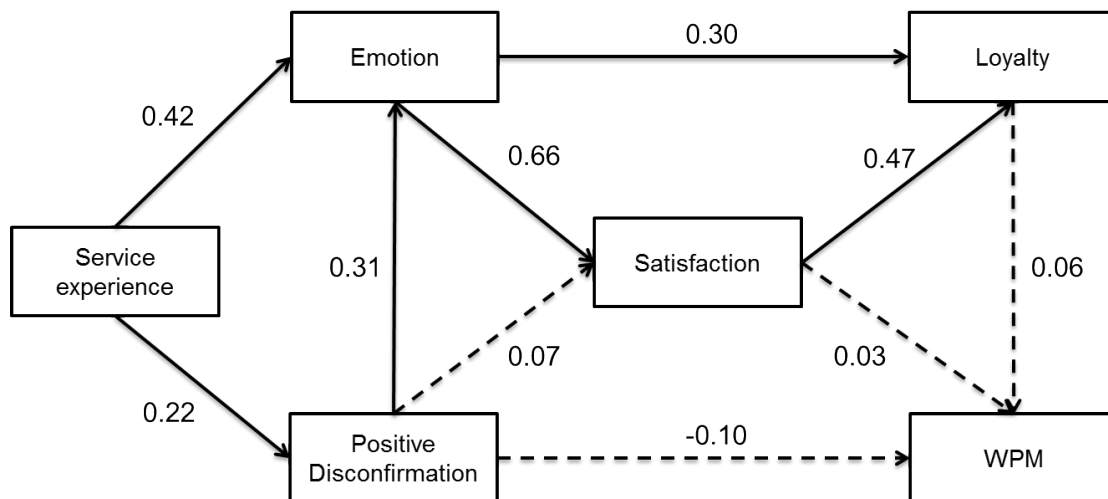 0.30
Emotion
Loyalty
0.42
0.66
0.47
Service
experience
0.31
Satisfaction
0.06
0.07
0.03
0.22
Positive
Disconfirmation
-0.10
WPM